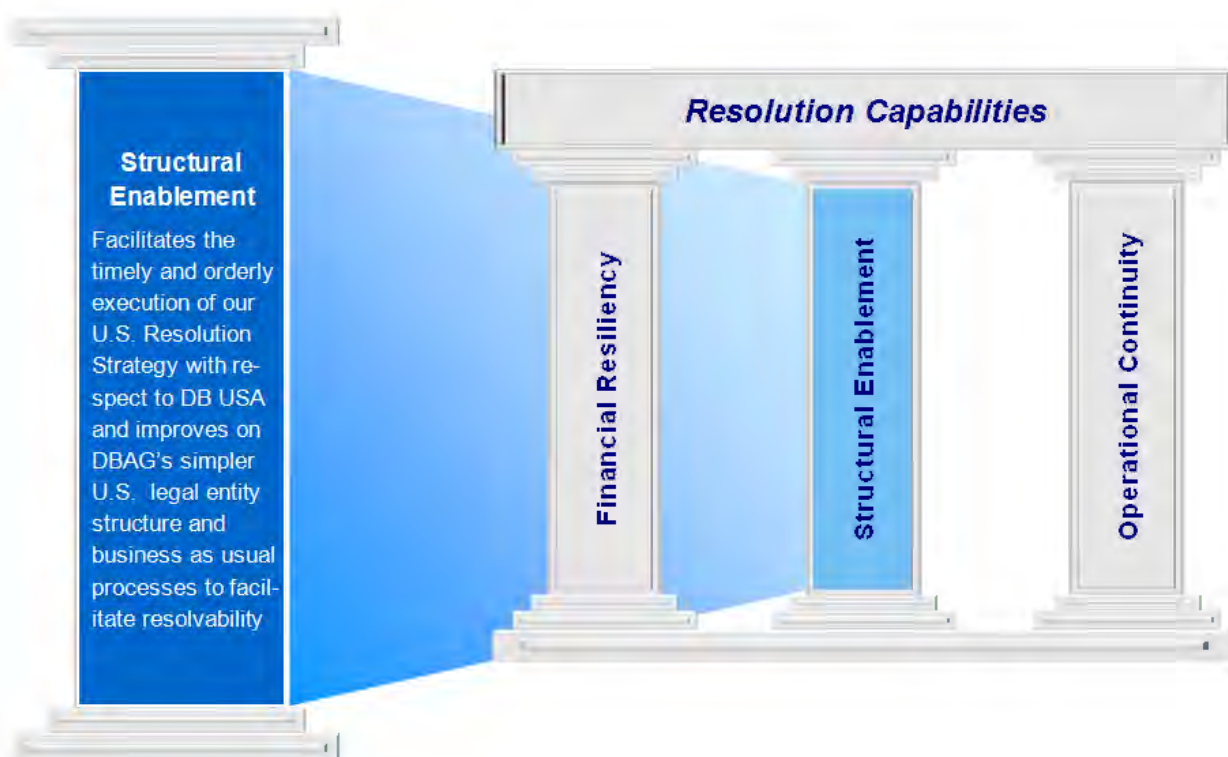 Structural
Enablement
Facilitates the
timely and orderly
execution of our
U.S. Resolution
Strategy with re-
spect to DB USA
and improves on
DBAG's simpler
U.S. legal entity
structure and
business as usual
processes to facil-
itate resolvability
Resolution Capabilities
Financial Resiliency
Structural Enablement
Operational Continuity